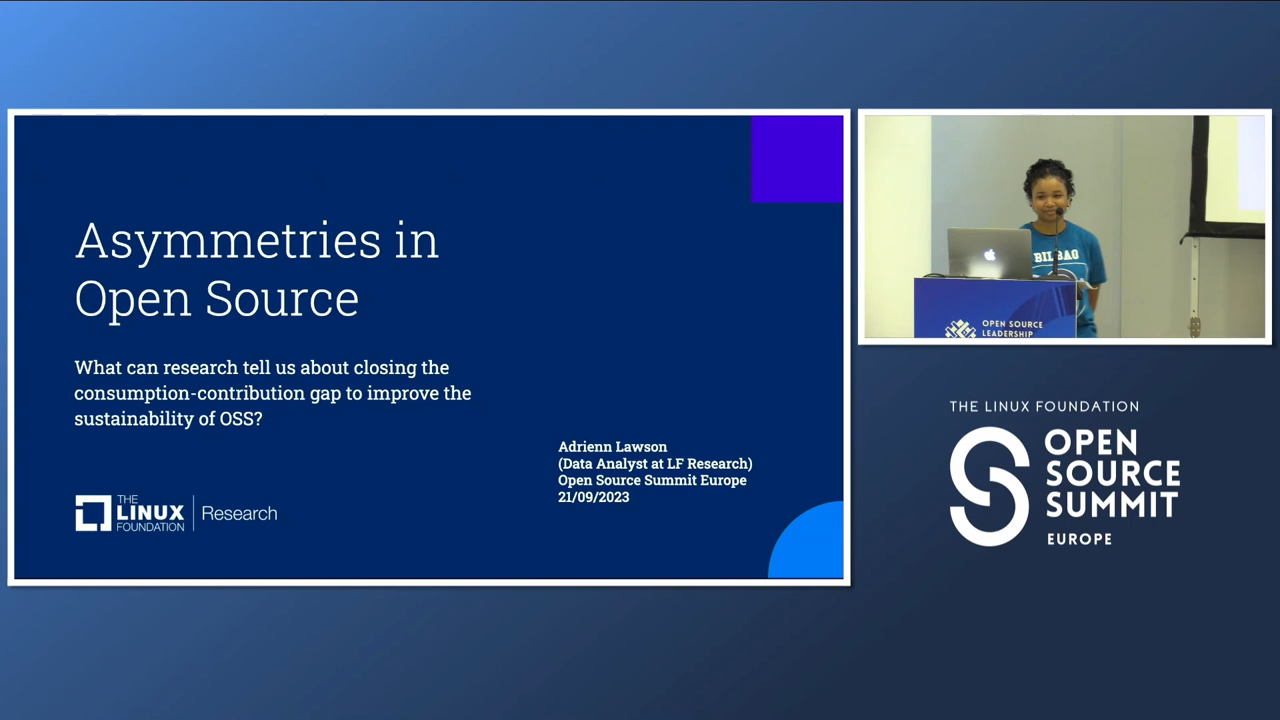 Asymmetries in
Open Source
What can research tell us about closing the
consumption-contribution gap to improve the
sustainability of OSS?
Adrienn Lawson
(Data Analyst at LF Research)
Open Source Summit Europe
21/09/2023
THE
LINUX
FOUNDATION
Research
BILBAO
OPEN SOURCE
LEADERSHIP
THE LINUX FOUNDATION
OPEN
SOURCE
SUMMIT
EUROPE